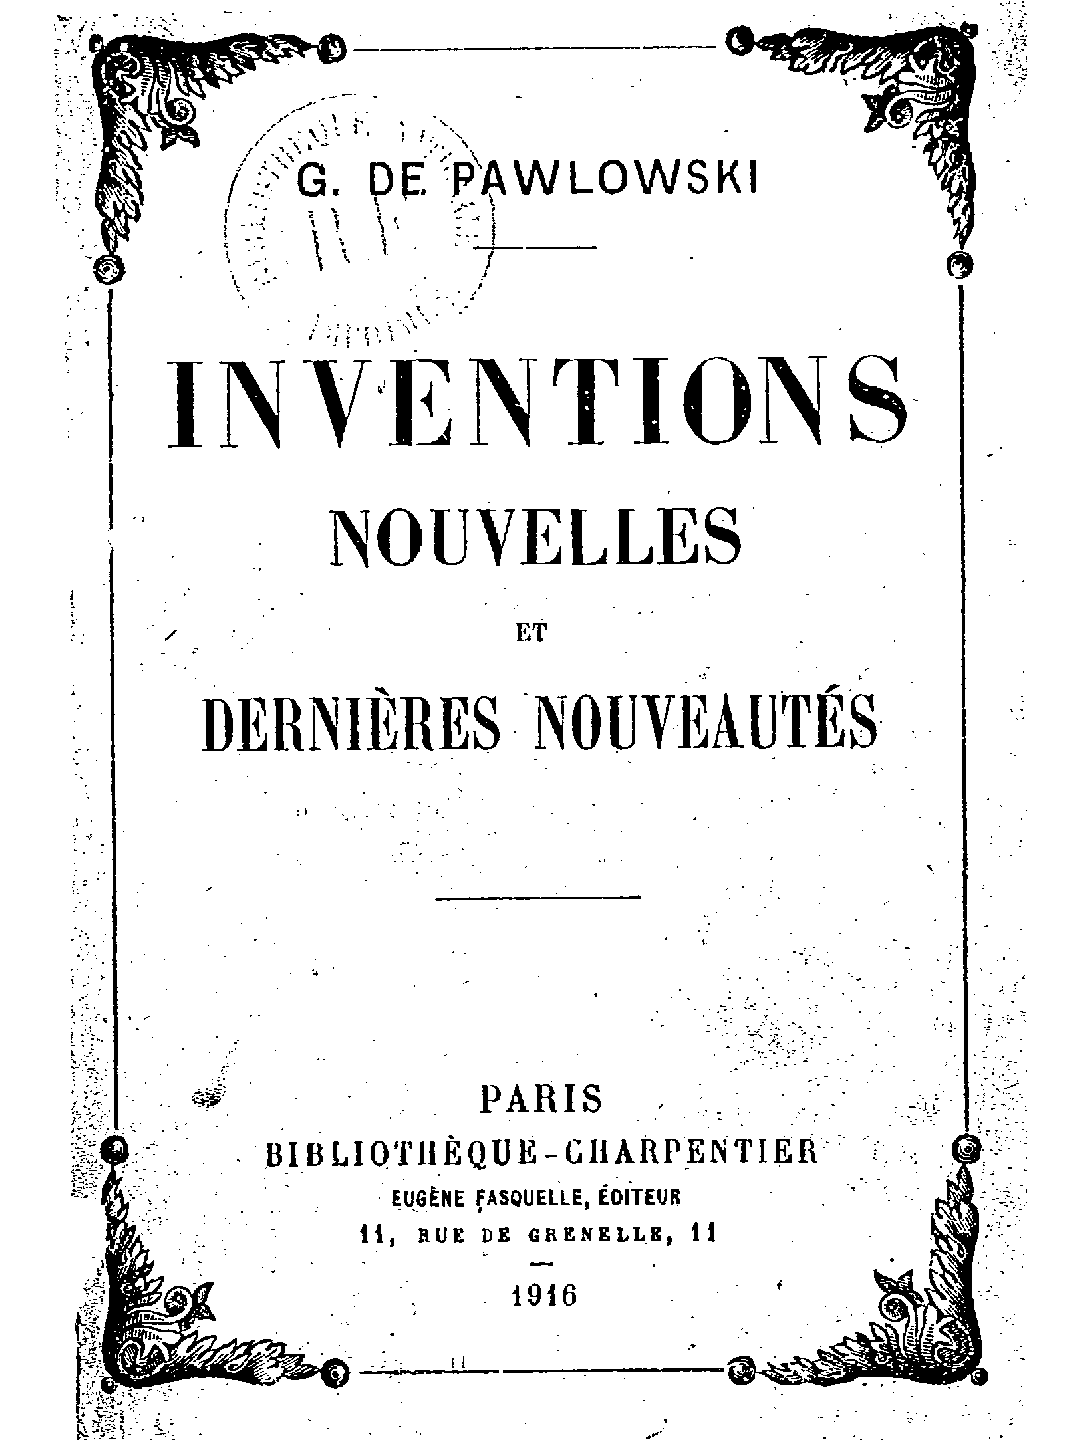 G. DE PAWLOWSKI
INVENTIONS
NOUVELLES
ET
DERNIÈRES NOUVEAUTÉS
PARIS
BIBLIOTHÈQUE-CHARPENTIER
EUGÈNE FASQUELLE, ÉDITEUR
11, RUE DE GRENELLE, 11
1916